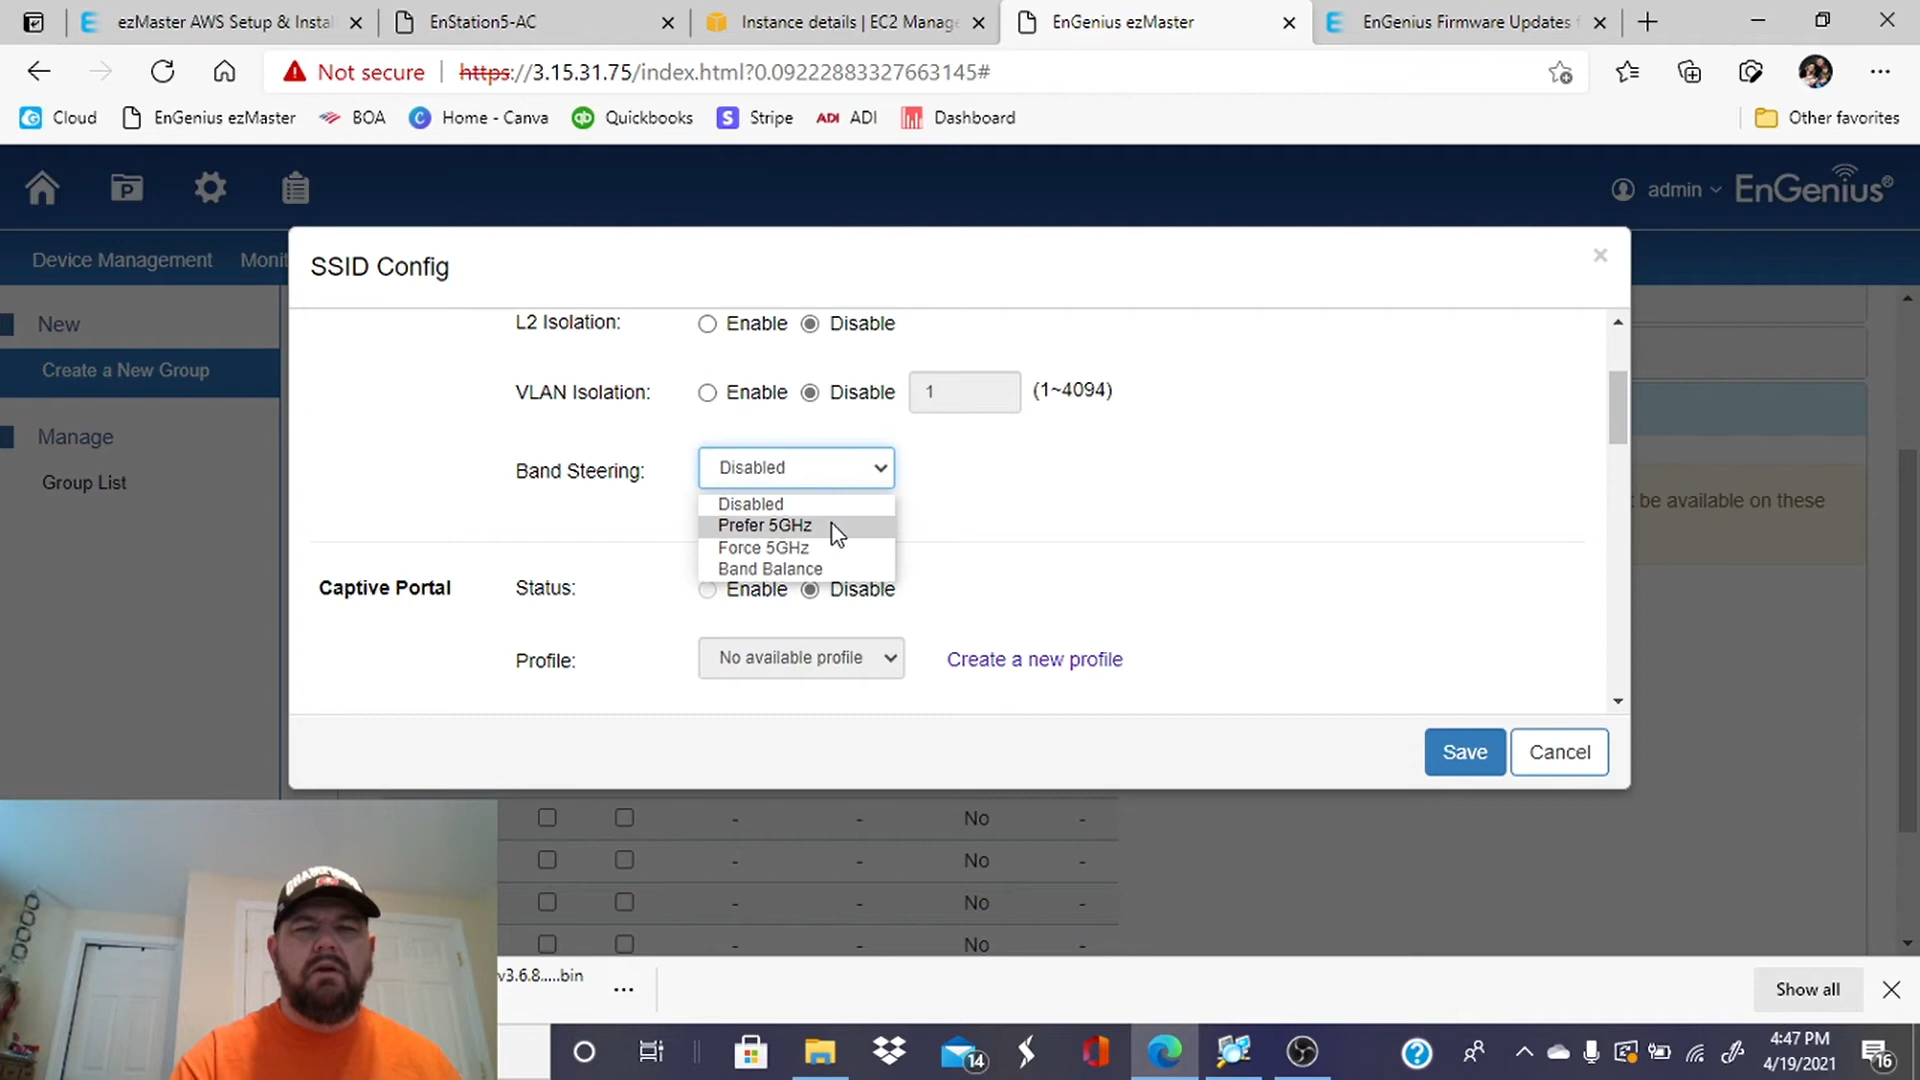 ezMaster AWS Setup & Instal
EnStation5-AC
Instance details | EC2 Manage
EnGenius ezMaster
EnGenius Firmware Updates f
Not secure
https://3.15.31.75/index.html?0.09222883327663145#
Cloud
EnGenius ezMaster
BOA
Home - Canva
Quickbooks
Stripe
ADI ADI
Dashboard
Other favorites
admin
EnGenius®
Device Management
Monit
SSID Config
New
Create a New Group
Manage
Group List
L2 Isolation: Enable Disable
VLAN Isolation: Enable Disable 1 (1~4094)
Band Steering: Disabled
Disabled
Prefer 5GHz
Force 5GHz
Band Balance
t be available on these
Captive Portal Status: Enable Disable
Profile: No available profile Create a new profile
Save Cancel
- - No -
- - No -
- - No -
- - No -
v3.6.8.....bin
Show all
14
4:47 PM
4/19/2021
16